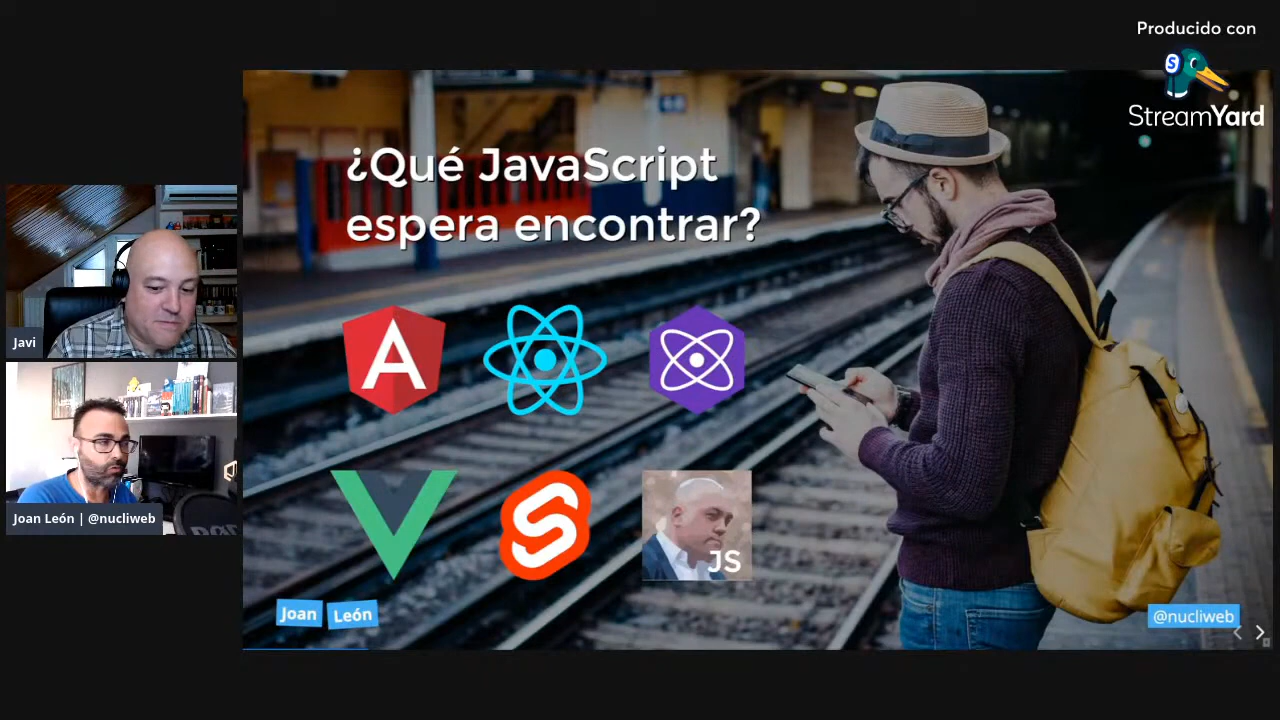 Producido con
StreamYard
¿Qué JavaScript
espera encontrar?
Javi
Joan León | @nucliweb
JS
Joan León
@nucliweb